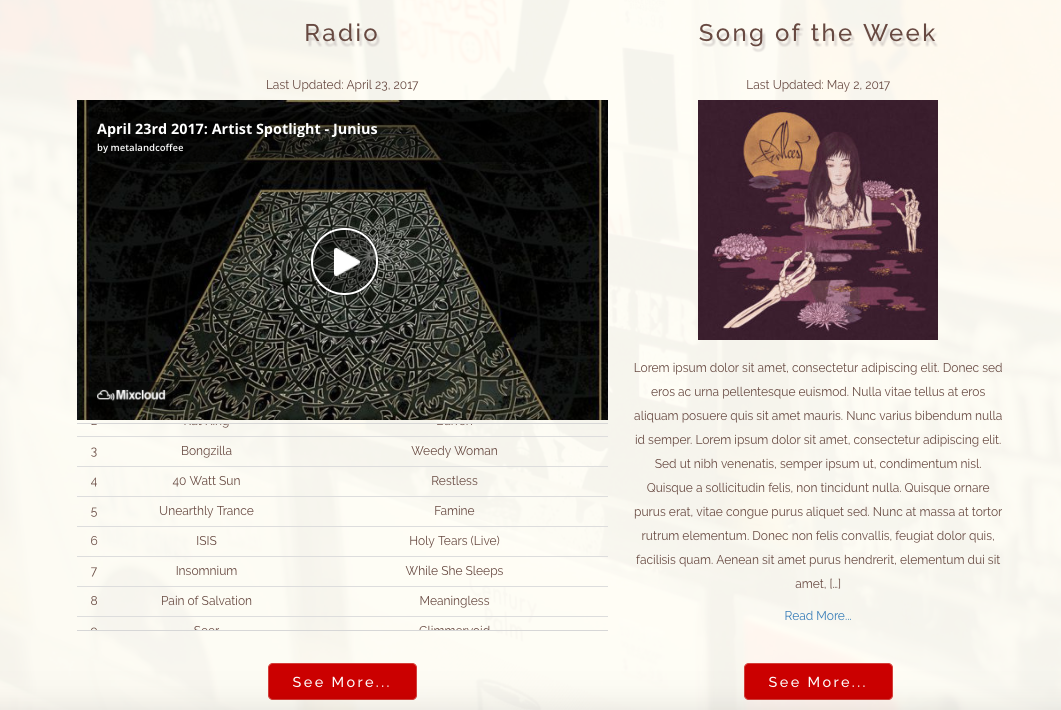 Radio
Last Updated: April 23, 2017
April 23rd 2017: Artist Spotlight - Junius
by metalandcoffee
Mixcloud
3 Bongzilla Weedy Woman
4 40 Watt Sun Restless
5 Unearthly Trance Famine
6 ISIS Holy Tears (Live)
7 Insomnium While She Sleeps
8 Pain of Salvation Meaningless
See More...
Song of the Week
Last Updated: May 2, 2017
Alcest
Lorem ipsum dolor sit amet, consectetur adipiscing elit. Donec sed
eros ac urna pellentesque euismod. Nulla vitae tellus at eros
aliquam posuere quis sit amet mauris. Nunc varius bibendum nulla
id semper. Lorem ipsum dolor sit amet, consectetur adipiscing elit.
Sed ut nibh venenatis, semper ipsum ut, condimentum nisl.
Quisque a sollicitudin felis, non tincidunt nulla. Quisque ornare
purus erat, vitae congue purus aliquet sed. Nunc at massa at tortor
rutrum elementum. Donec non felis convallis, feugiat dolor quis,
facilisis quam. Aenean sit amet purus hendrerit, elementum dui sit
amet, [...]
Read More...
See More...